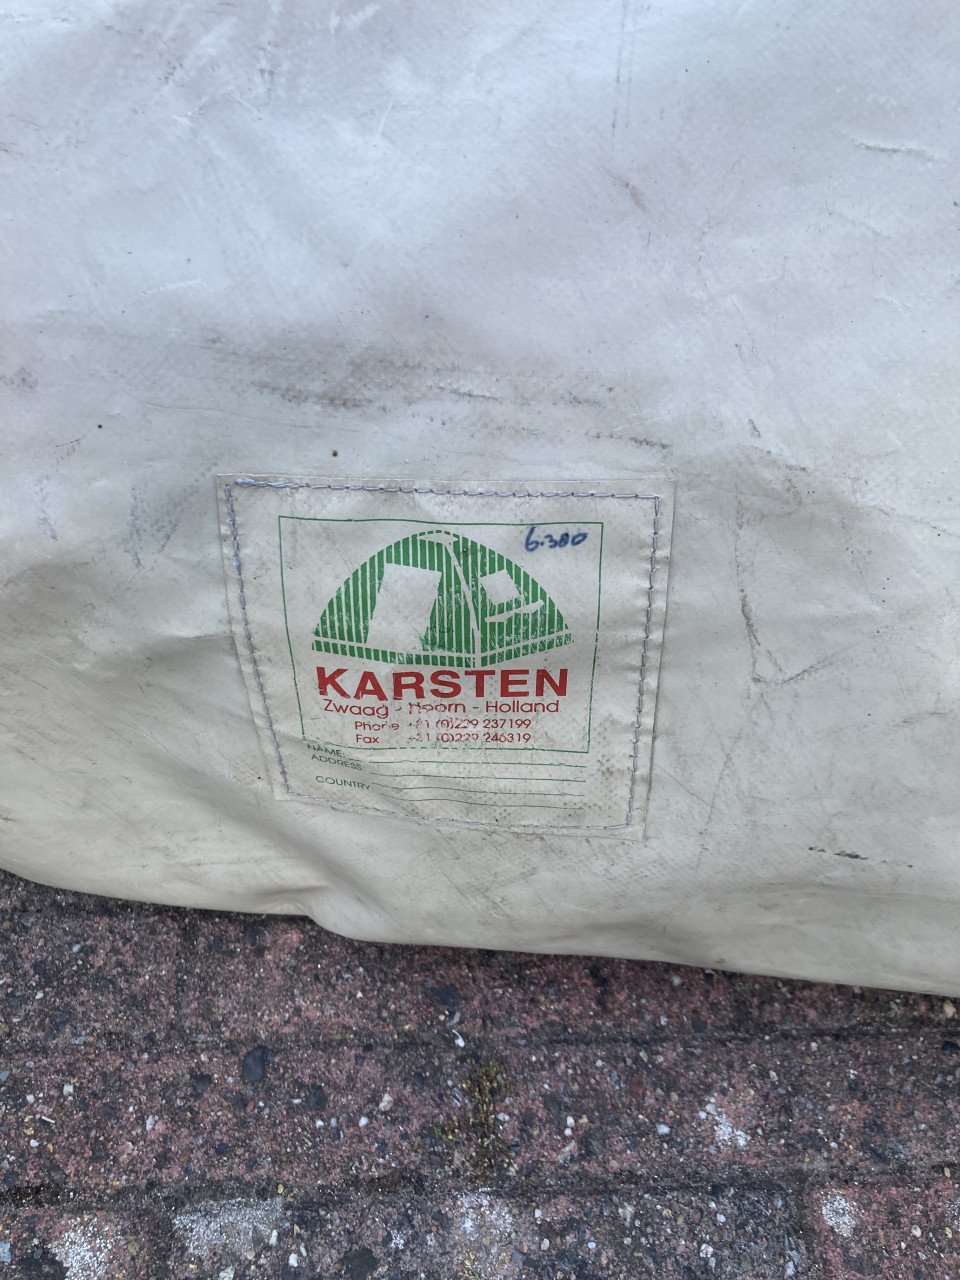 6.300
KARSTEN
Zwaag - Hoorn - Holland
Phone +31 (0)229 237199
Fax +31 (0)229 246319
NAME:
ADDRESS:
COUNTRY